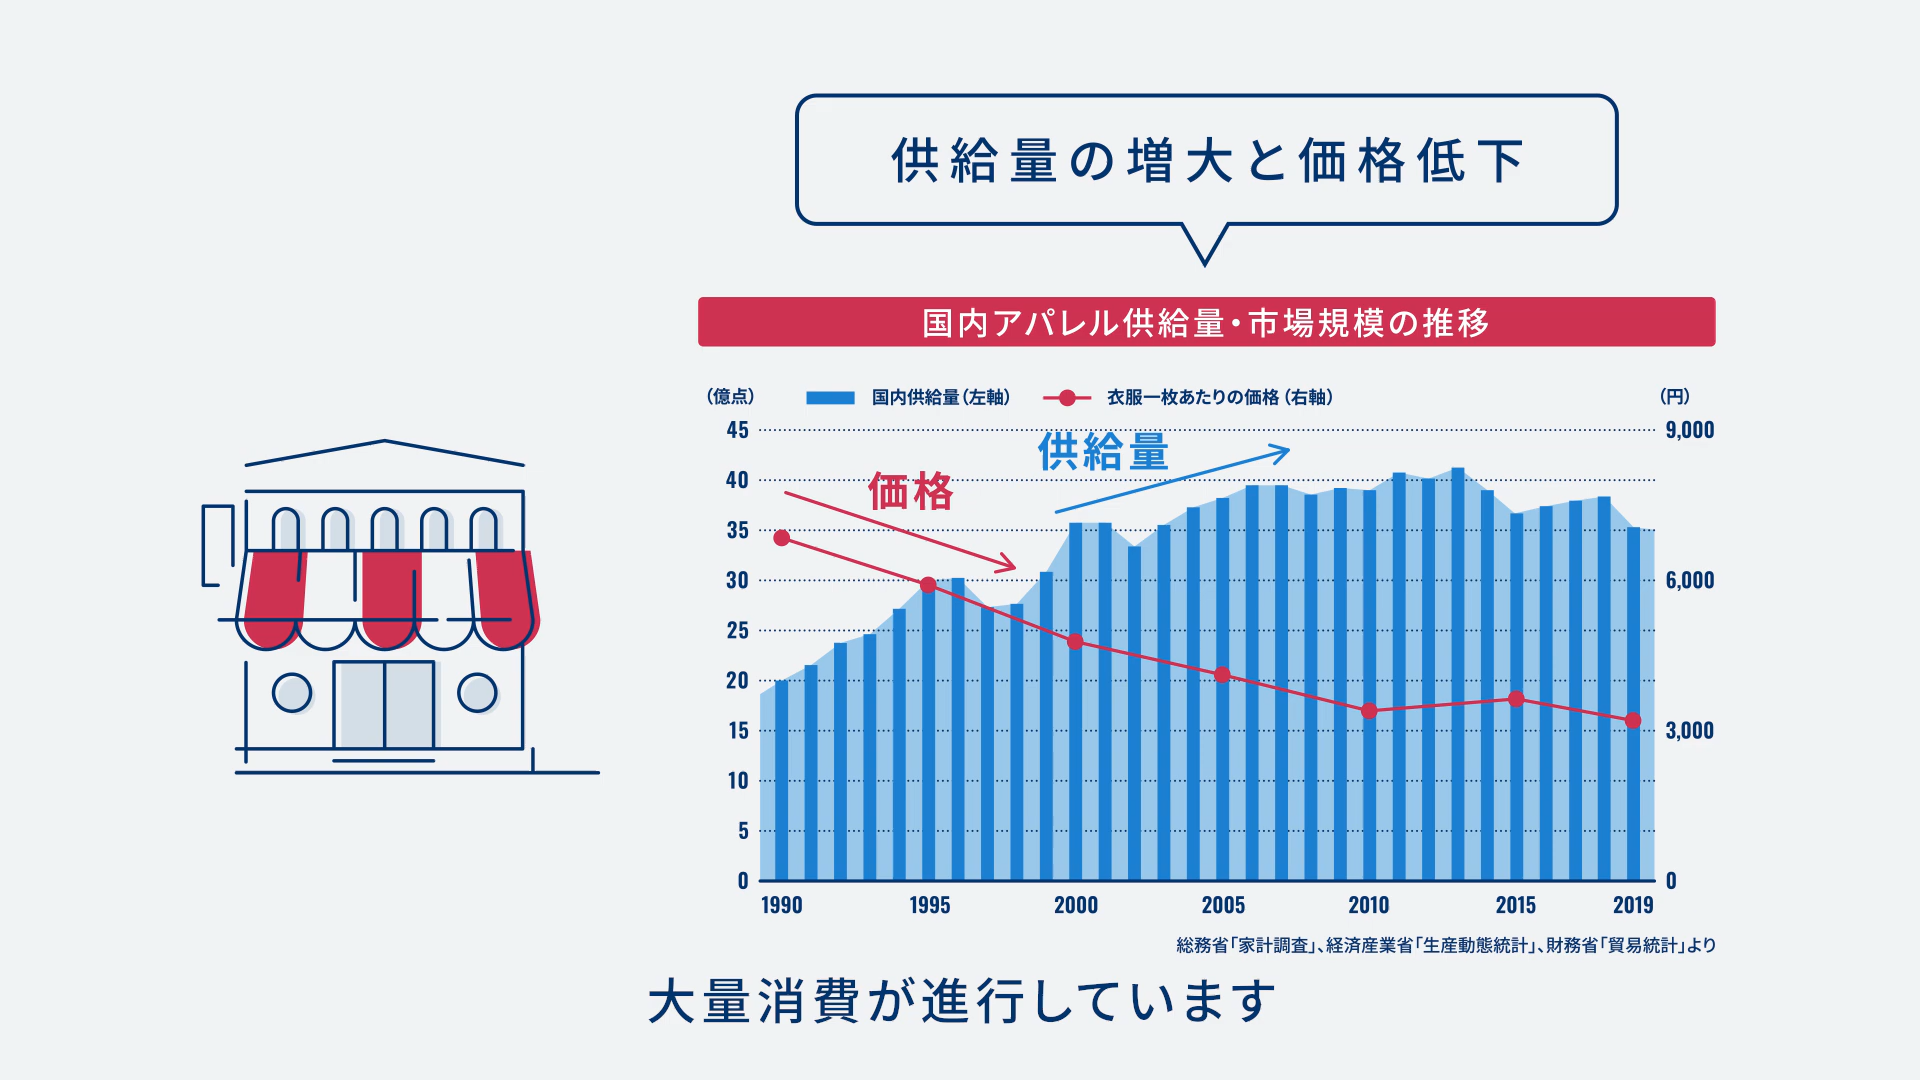 供給量の増大と価格低下
国内アパレル供給量・市場規模の推移
（億点） 国内供給量（左軸） 衣服一枚あたりの価格（右軸） （円）
45 9,000
供給量
価格
40
35
30 6,000
25
20
15 3,000
10
5
0 0
1990 1995 2000 2005 2010 2015 2019
総務省「家計調査」、経済産業省「生産動態統計」、財務省「貿易統計」より
大量消費が進行しています